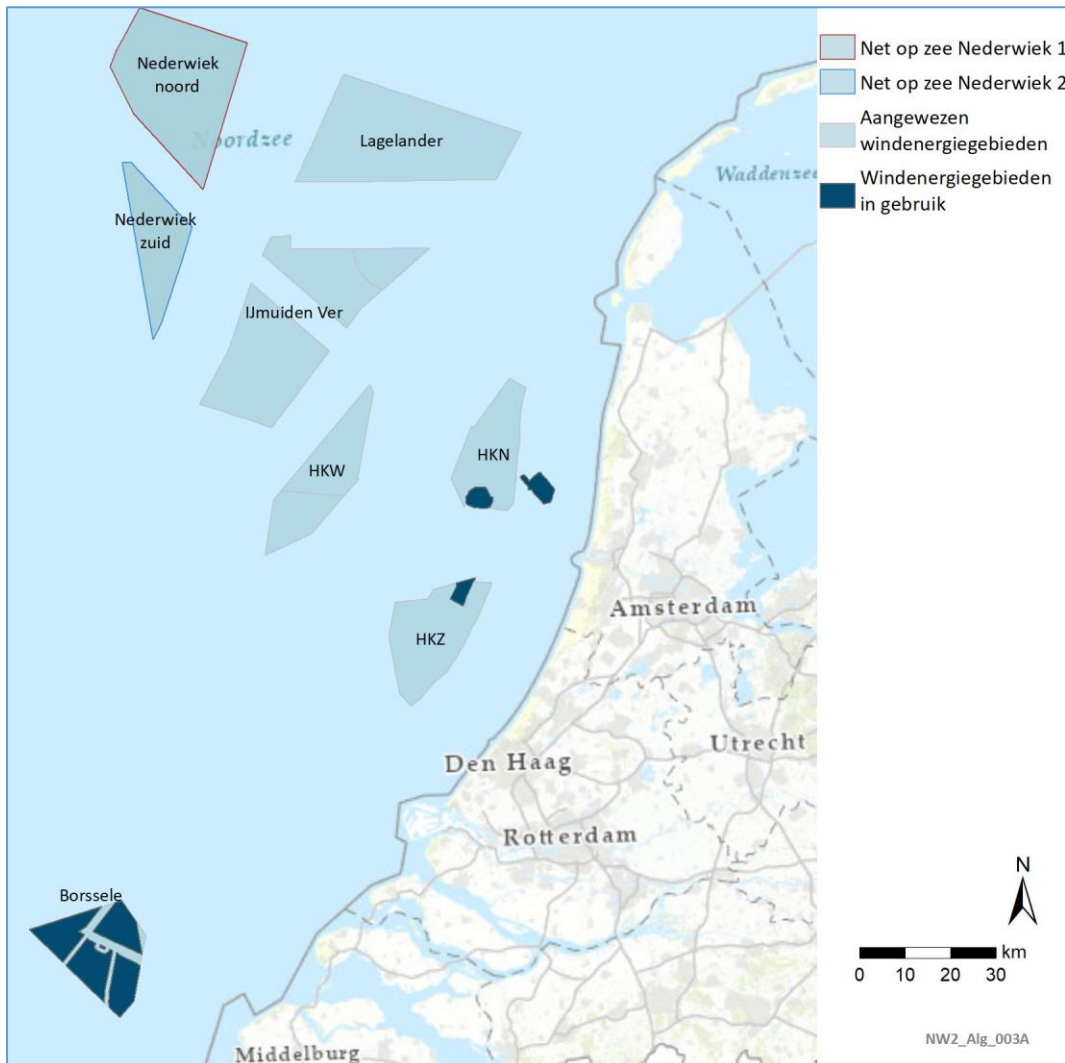 Nederwiek
noord
Noordzee
Lagelander
Waddenzee
Nederwiek
zuid
IJmuiden Ver
HKW
HKN
HKZ
Amsterdam
Utrecht
Den Haag
Rotterdam
Borssele
Middelburg
Net op zee Nederwiek 1
Net op zee Nederwiek 2
Aangewezen
windenergiegebieden
Windenergiegebieden
in gebruik
N
km
0 10 20 30
NW2_Alg_003A